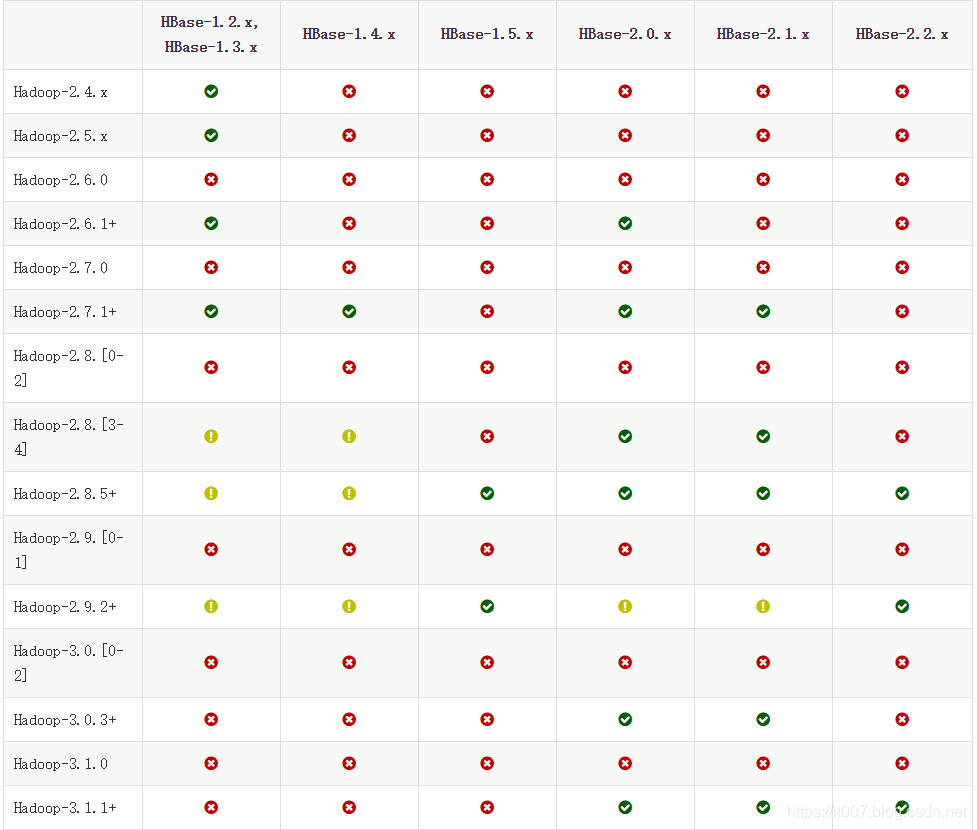 HBase-1.2.x,
HBase-1.3.x
HBase-1.4.x
HBase-1.5.x
HBase-2.0.x
HBase-2.1.x
HBase-2.2.x
Hadoop-2.4.x
Hadoop-2.5.x
Hadoop-2.6.0
Hadoop-2.6.1+
Hadoop-2.7.0
Hadoop-2.7.1+
Hadoop-2.8.[0-
2]
Hadoop-2.8.[3-
4]
Hadoop-2.8.5+
Hadoop-2.9.[0-
1]
Hadoop-2.9.2+
Hadoop-3.0.[0-
2]
Hadoop-3.0.3+
Hadoop-3.1.0
Hadoop-3.1.1+
https://it007.blog.csdn.net